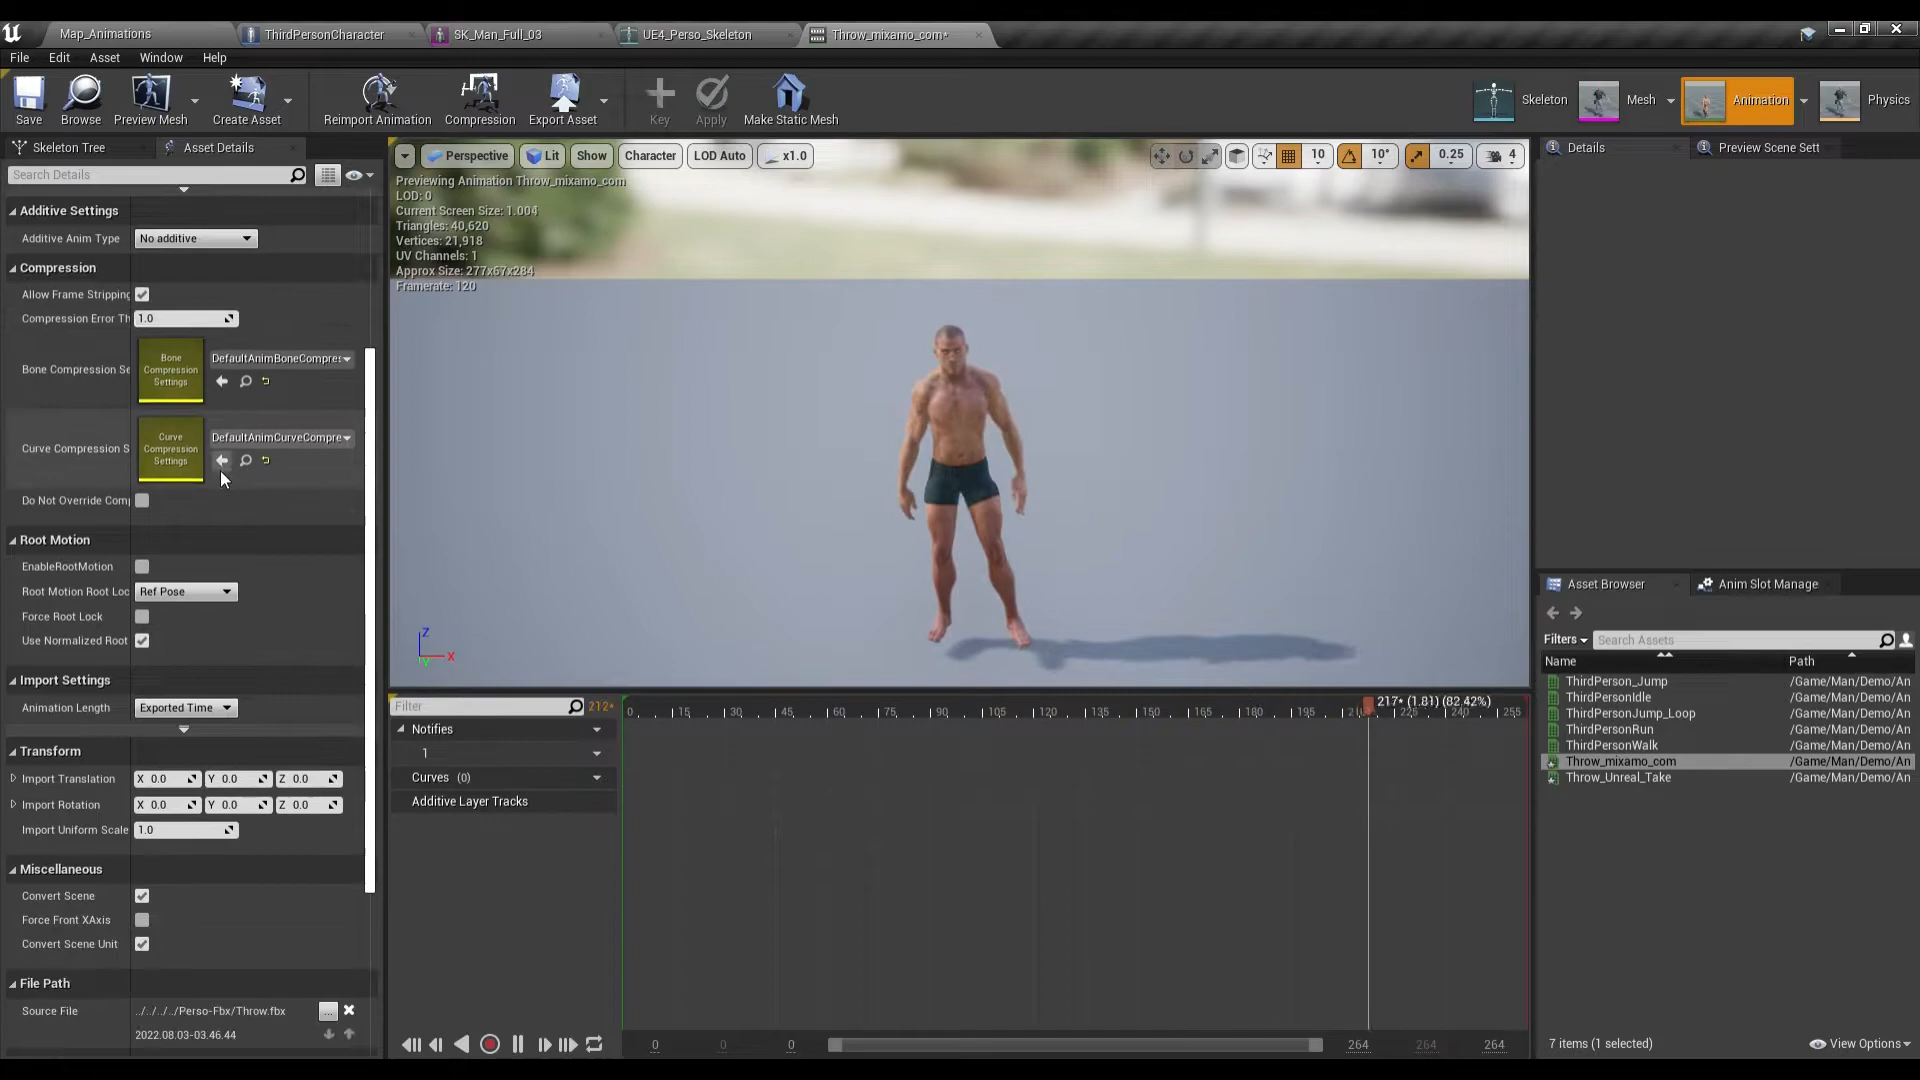 Map_Animations
ThirdPersonCharacter
SK_Man_Full_03
UE4_Perso_Skeleton
Throw_mixamo_com*
File Edit Asset Window Help
Save
Browse
Preview Mesh
Create Asset
Reimport Animation
Compression
Export Asset
Key
Apply
Make Static Mesh
Skeleton
Mesh
Animation
Physics
Skeleton Tree
Asset Details
Search Details
Additive Settings
Additive Anim Type No additive
Compression
Allow Frame Stripping
Compression Error Th 1.0
Bone Compression Se
Bone
Compression
Settings
DefaultAnimBoneCompres
Curve Compression S
Curve
Compression
Settings
DefaultAnimCurveCompre
Do Not Override Comp
Root Motion
EnableRootMotion
Root Motion Root Loc Ref Pose
Force Root Lock
Use Normalized Root
Import Settings
Animation Length Exported Time
Transform
Import Translation X 0.0 Y 0.0 Z 0.0
Import Rotation X 0.0 Y 0.0 Z 0.0
Import Uniform Scale 1.0
Miscellaneous
Convert Scene
Force Front XAxis
Convert Scene Unit
File Path
Source File ../../../../Perso-Fbx/Throw.fbx ...
2022.08.03-03.46.44
Perspective Lit Show Character LOD Auto x1.0
10 10° 0.25 4
Previewing Animation Throw_mixamo_com
LOD: 0
Current Screen Size: 1.004
Triangles: 40,620
Vertices: 21,918
UV Channels: 1
Approx Size: 277x67x284
Framerate: 120
Z
X
Y
Filter 212*
Notifies
1
Curves (0)
Additive Layer Tracks
217* (1.81) (82.42%)
0 15 30 45 60 75 90 105 120 135 150 165 180 195 225 240 255
0 0 0 264 264 264
Details
Preview Scene Sett
Asset Browser
Anim Slot Manage
Filters Search Assets
Name Path
ThirdPerson_Jump /Game/Man/Demo/An
ThirdPersonIdle /Game/Man/Demo/An
ThirdPersonJump_Loop /Game/Man/Demo/An
ThirdPersonRun /Game/Man/Demo/An
ThirdPersonWalk /Game/Man/Demo/An
Throw_mixamo_com /Game/Man/Demo/An
Throw_Unreal_Take /Game/Man/Demo/An
7 items (1 selected)
View Options